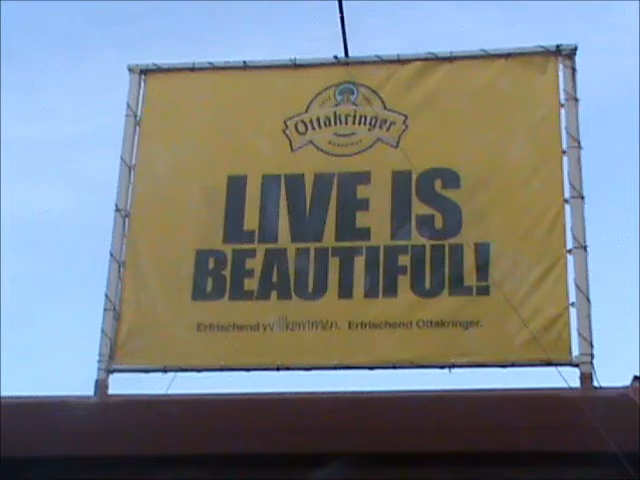 Ottakringer
LIVE IS
BEAUTIFUL!
Erfrischend willkommen. Erfrischend Ottakringer.